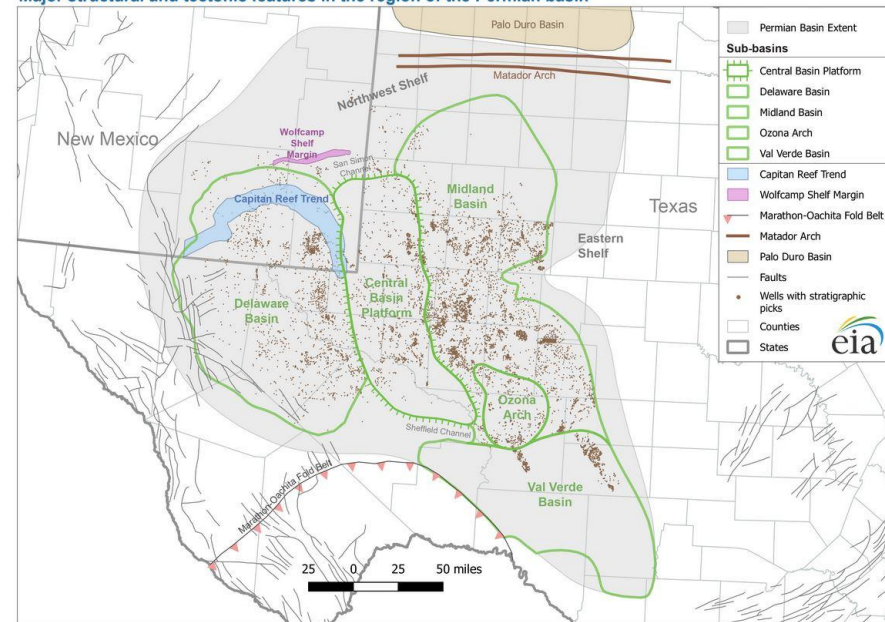 Major structural and tectonic features in the region of the Permian basin
Palo Duro Basin
Matador Arch
Northwest Shelf
New Mexico
Wolfcamp
Shelf
Margin
San Simon
Channel
Capitan Reef Trend
Midland
Basin
Texas
Eastern
Shelf
Delaware
Basin
Central
Basin
Platform
Ozona
Arch
Sheffield Channel
Val Verde
Basin
Marathon-Oachita Fold Belt
25 0 25 50 miles
Permian Basin Extent
Sub-basins
Central Basin Platform
Delaware Basin
Midland Basin
Ozona Arch
Val Verde Basin
Capitan Reef Trend
Wolfcamp Shelf Margin
Marathon-Oachita Fold Belt
Matador Arch
Palo Duro Basin
Faults
Wells with stratigraphic
picks
Counties
States
eia